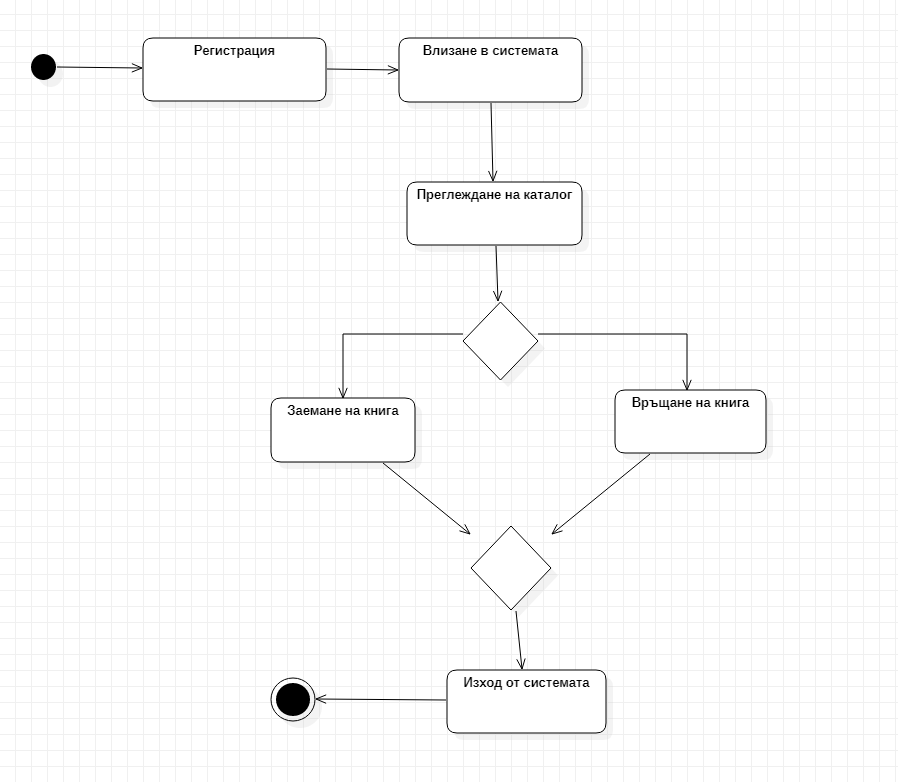 Регистрация
Влизане в системата
Преглеждане на каталог
Заемане на книга
Връщане на книга
Изход от системата